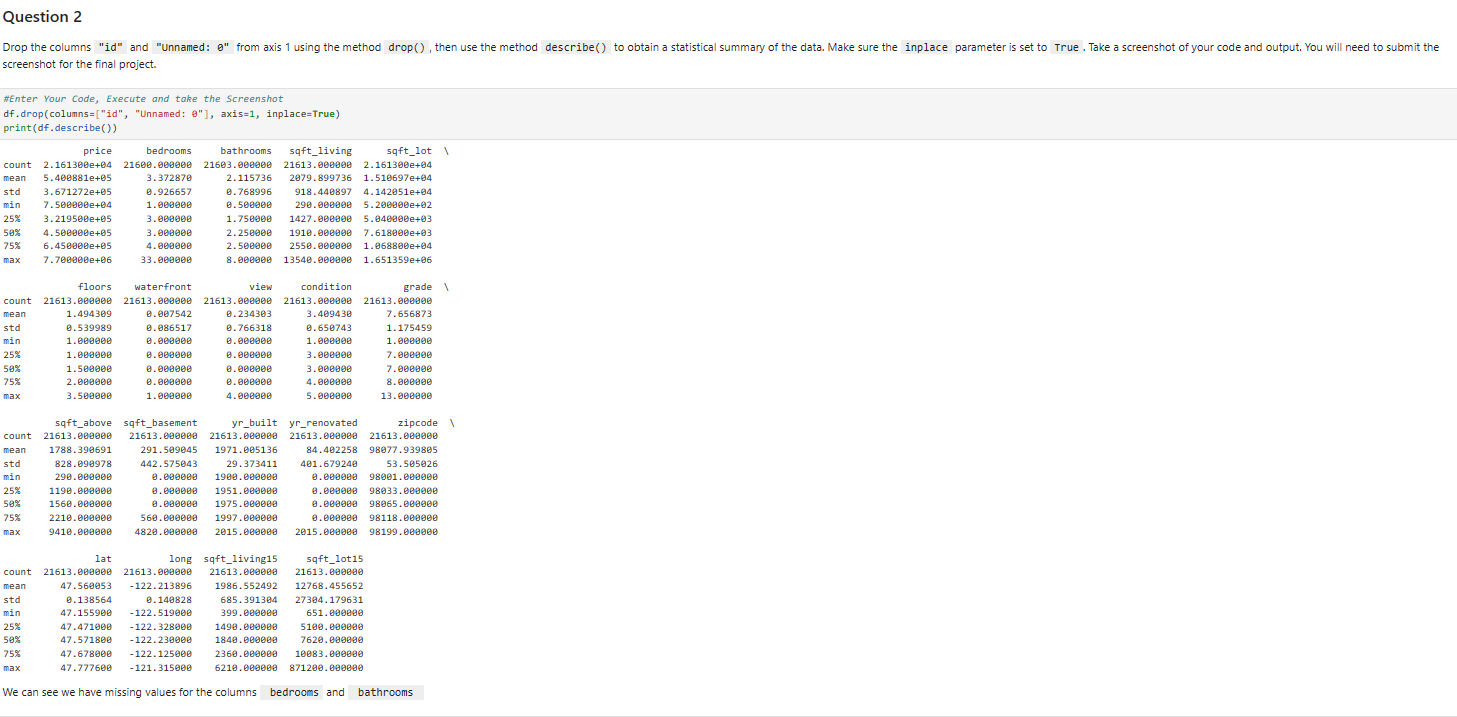 Question 2
Drop the columns "id" and "Unnamed: 0" from axis 1 using the method drop() , then use the method describe() to obtain a statistical summary of the data. Make sure the inplace parameter is set to True . Take a screenshot of your code and output. You will need to submit the
screenshot for the final project.
#Enter Your Code, Execute and take the Screenshot
df.drop(columns=["id", "Unnamed: 0"], axis=1, inplace=True)
print(df.describe())
price bedrooms bathrooms sqft_living sqft_lot \
count 2.161300e+04 21600.000000 21603.000000 21613.000000 2.161300e+04
mean 5.400881e+05 3.372870 2.115736 2079.899736 1.510697e+04
std 3.671272e+05 0.926657 0.768996 918.440897 4.142051e+04
min 7.500000e+04 1.000000 0.500000 290.000000 5.200000e+02
25% 3.219500e+05 3.000000 1.750000 1427.000000 5.040000e+03
50% 4.500000e+05 3.000000 2.250000 1910.000000 7.618000e+03
75% 6.450000e+05 4.000000 2.500000 2550.000000 1.068800e+04
max 7.700000e+06 33.000000 8.000000 13540.000000 1.651359e+06
floors waterfront view condition grade \
count 21613.000000 21613.000000 21613.000000 21613.000000 21613.000000
mean 1.494309 0.007542 0.234303 3.409430 7.656873
std 0.539989 0.086517 0.766318 0.650743 1.175459
min 1.000000 0.000000 0.000000 1.000000 1.000000
25% 1.000000 0.000000 0.000000 3.000000 7.000000
50% 1.500000 0.000000 0.000000 3.000000 7.000000
75% 2.000000 0.000000 0.000000 4.000000 8.000000
max 3.500000 1.000000 4.000000 5.000000 13.000000
sqft_above sqft_basement yr_built yr_renovated zipcode \
count 21613.000000 21613.000000 21613.000000 21613.000000 21613.000000
mean 1788.390691 291.509045 1971.005136 84.402258 98077.939805
std 828.090978 442.575043 29.373411 401.679240 53.505026
min 290.000000 0.000000 1900.000000 0.000000 98001.000000
25% 1190.000000 0.000000 1951.000000 0.000000 98033.000000
50% 1560.000000 0.000000 1975.000000 0.000000 98065.000000
75% 2210.000000 560.000000 1997.000000 0.000000 98118.000000
max 9410.000000 4820.000000 2015.000000 2015.000000 98199.000000
lat long sqft_living15 sqft_lot15
count 21613.000000 21613.000000 21613.000000 21613.000000
mean 47.560053 -122.213896 1986.552492 12768.455652
std 0.138564 0.140828 685.391304 27304.179631
min 47.155900 -122.519000 399.000000 651.000000
25% 47.471000 -122.328000 1490.000000 5100.000000
50% 47.571800 -122.230000 1840.000000 7620.000000
75% 47.678000 -122.125000 2360.000000 10083.000000
max 47.777600 -121.315000 6210.000000 871200.000000
We can see we have missing values for the columns bedrooms and bathrooms